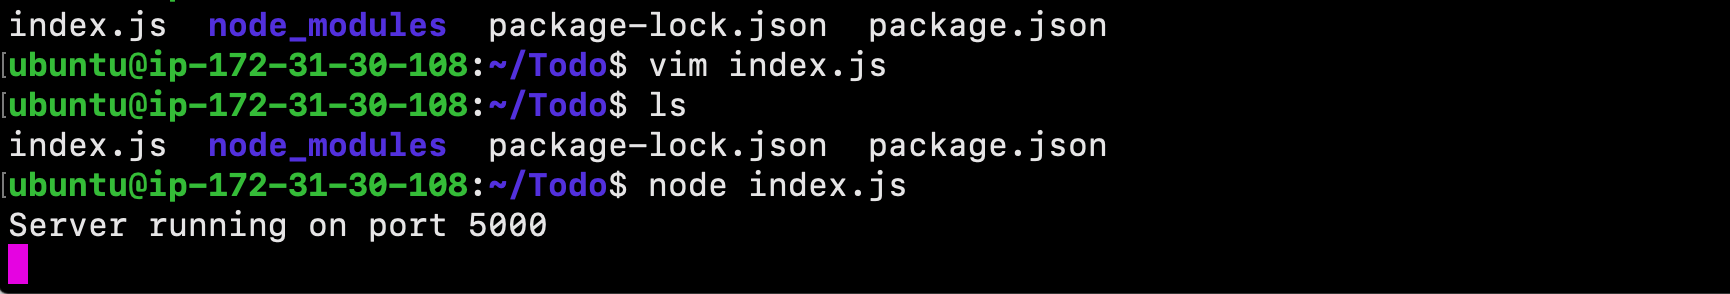 index.js  node_modules  package-lock.json  package.json
[ubuntu@ip-172-31-30-108:~/Todo$ vim index.js
[ubuntu@ip-172-31-30-108:~/Todo$ ls
index.js  node_modules  package-lock.json  package.json
[ubuntu@ip-172-31-30-108:~/Todo$ node index.js
Server running on port 5000